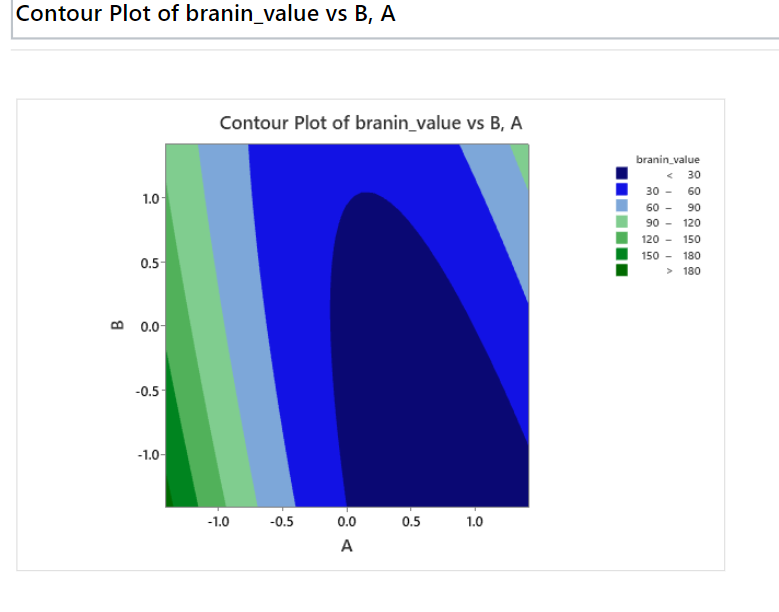 Contour Plot of branin_value vs B, A
Contour Plot of branin_value vs B, A
branin_value
< 30
30 – 60
60 – 90
90 – 120
120 – 150
150 – 180
> 180
1.0
0.5
B
0.0
-0.5
-1.0
-1.0 -0.5 0.0 0.5 1.0
A